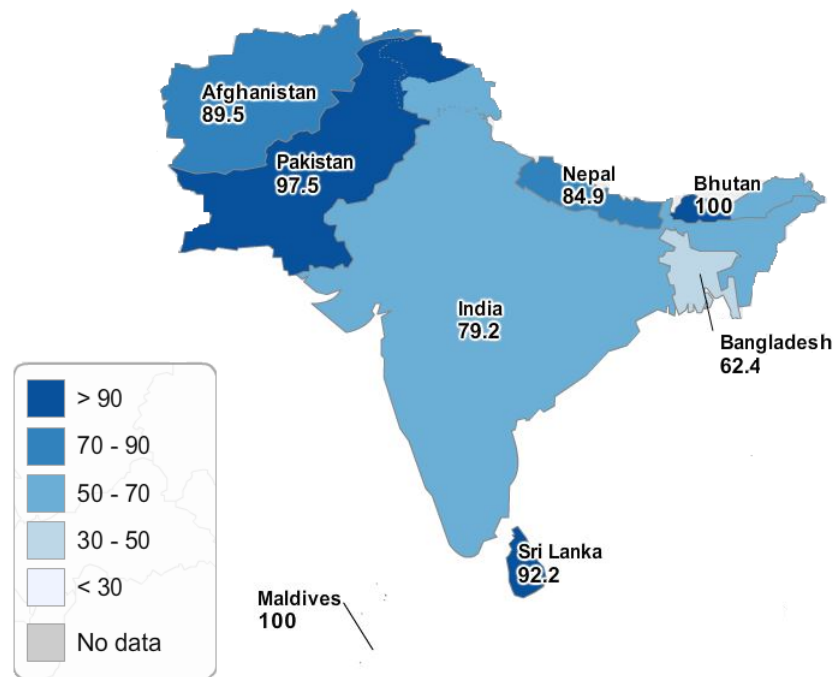 Afghanistan
89.5
Pakistan
97.5
Nepal
84.9
Bhutan
100
India
79.2
Bangladesh
62.4
> 90
70 - 90
50 - 70
30 - 50
< 30
No data
Sri Lanka
92.2
Maldives
100